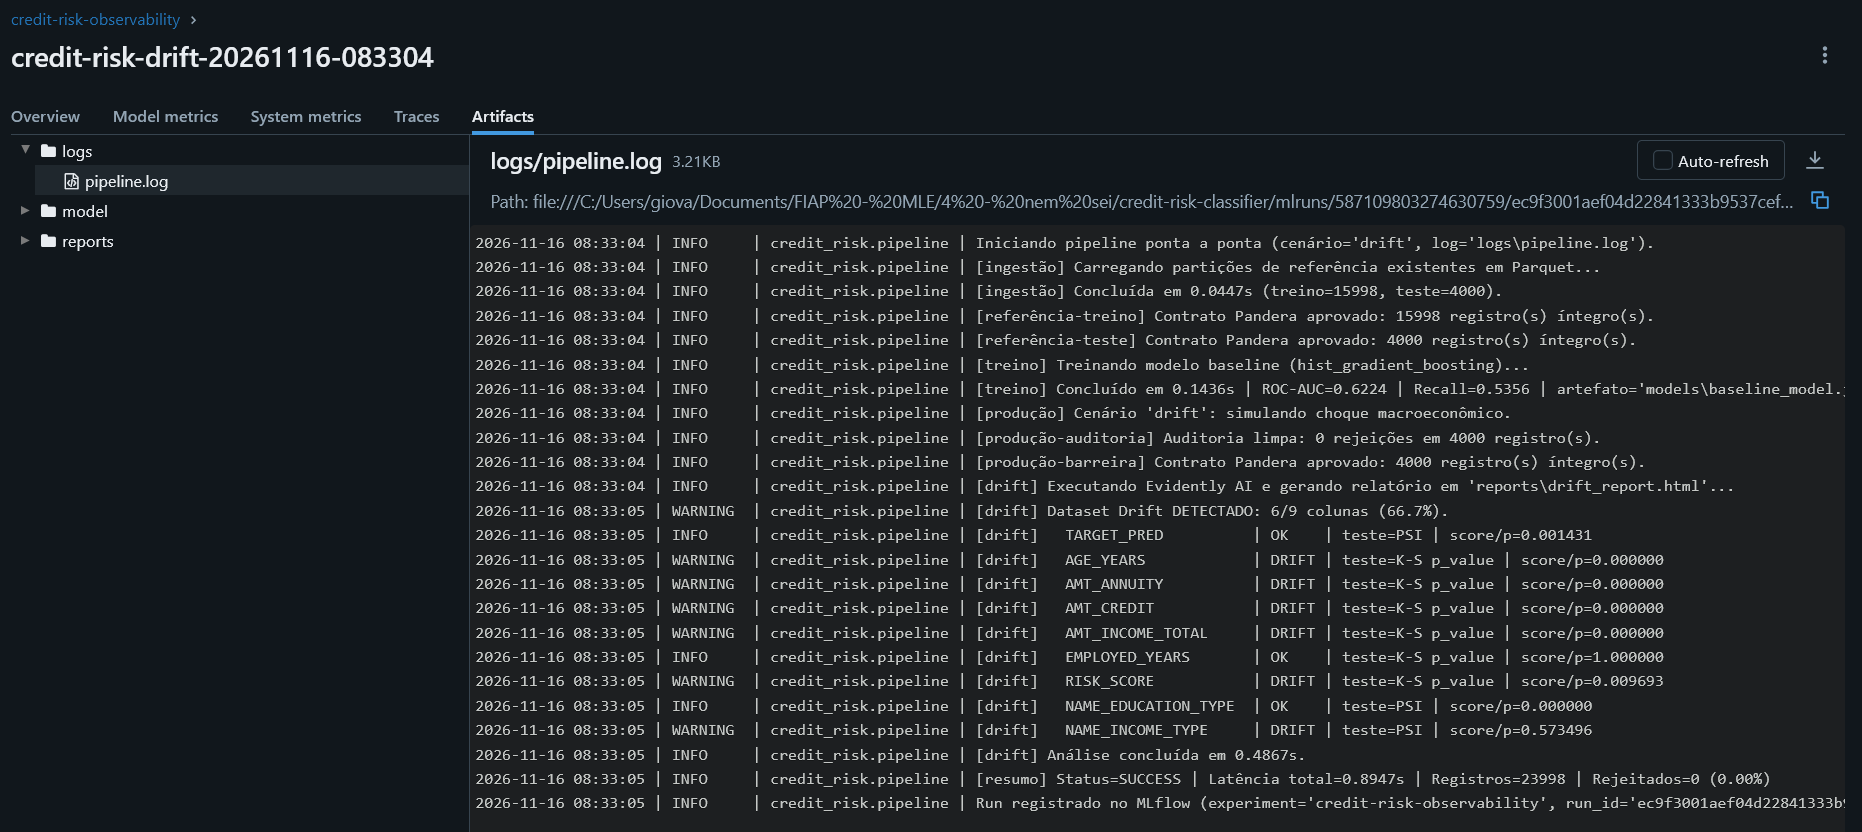 credit-risk-observability ›
credit-risk-drift-20261116-083304
Overview Model metrics System metrics Traces Artifacts
logs
pipeline.log
model
reports
logs/pipeline.log 3.21KB
Auto-refresh
Path: file:///C:/Users/giova/Documents/FIAP%20-%20MLE/4%20-%20nem%20sei/credit-risk-classifier/mlruns/587109803274630759/ec9f3001aef04d22841333b9537cef...
2026-11-16 08:33:04 | INFO | credit_risk.pipeline | Iniciando pipeline ponta a ponta (cenário='drift', log='logs\pipeline.log').
2026-11-16 08:33:04 | INFO | credit_risk.pipeline | [ingestão] Carregando partições de referência existentes em Parquet...
2026-11-16 08:33:04 | INFO | credit_risk.pipeline | [ingestão] Concluída em 0.0447s (treino=15998, teste=4000).
2026-11-16 08:33:04 | INFO | credit_risk.pipeline | [referência-treino] Contrato Pandera aprovado: 15998 registro(s) íntegro(s).
2026-11-16 08:33:04 | INFO | credit_risk.pipeline | [referência-teste] Contrato Pandera aprovado: 4000 registro(s) íntegro(s).
2026-11-16 08:33:04 | INFO | credit_risk.pipeline | [treino] Treinando modelo baseline (hist_gradient_boosting)...
2026-11-16 08:33:04 | INFO | credit_risk.pipeline | [treino] Concluído em 0.1436s | ROC-AUC=0.6224 | Recall=0.5356 | artefato='models\baseline_model.j
2026-11-16 08:33:04 | INFO | credit_risk.pipeline | [produção] Cenário 'drift': simulando choque macroeconômico.
2026-11-16 08:33:04 | INFO | credit_risk.pipeline | [produção-auditoria] Auditoria limpa: 0 rejeições em 4000 registro(s).
2026-11-16 08:33:04 | INFO | credit_risk.pipeline | [produção-barreira] Contrato Pandera aprovado: 4000 registro(s) íntegro(s).
2026-11-16 08:33:04 | INFO | credit_risk.pipeline | [drift] Executando Evidently AI e gerando relatório em 'reports\drift_report.html'...
2026-11-16 08:33:05 | WARNING | credit_risk.pipeline | [drift] Dataset Drift DETECTADO: 6/9 colunas (66.7%).
2026-11-16 08:33:05 | INFO | credit_risk.pipeline | [drift] TARGET_PRED | OK | teste=PSI | score/p=0.001431
2026-11-16 08:33:05 | WARNING | credit_risk.pipeline | [drift] AGE_YEARS | DRIFT | teste=K-S p_value | score/p=0.000000
2026-11-16 08:33:05 | WARNING | credit_risk.pipeline | [drift] AMT_ANNUITY | DRIFT | teste=K-S p_value | score/p=0.000000
2026-11-16 08:33:05 | WARNING | credit_risk.pipeline | [drift] AMT_CREDIT | DRIFT | teste=K-S p_value | score/p=0.000000
2026-11-16 08:33:05 | WARNING | credit_risk.pipeline | [drift] AMT_INCOME_TOTAL | DRIFT | teste=K-S p_value | score/p=0.000000
2026-11-16 08:33:05 | INFO | credit_risk.pipeline | [drift] EMPLOYED_YEARS | OK | teste=K-S p_value | score/p=1.000000
2026-11-16 08:33:05 | WARNING | credit_risk.pipeline | [drift] RISK_SCORE | DRIFT | teste=K-S p_value | score/p=0.009693
2026-11-16 08:33:05 | INFO | credit_risk.pipeline | [drift] NAME_EDUCATION_TYPE | OK | teste=PSI | score/p=0.000000
2026-11-16 08:33:05 | WARNING | credit_risk.pipeline | [drift] NAME_INCOME_TYPE | DRIFT | teste=PSI | score/p=0.573496
2026-11-16 08:33:05 | INFO | credit_risk.pipeline | [drift] Análise concluída em 0.4867s.
2026-11-16 08:33:05 | INFO | credit_risk.pipeline | [resumo] Status=SUCCESS | Latência total=0.8947s | Registros=23998 | Rejeitados=0 (0.00%)
2026-11-16 08:33:05 | INFO | credit_risk.pipeline | Run registrado no MLflow (experiment='credit-risk-observability', run_id='ec9f3001aef04d22841333b9